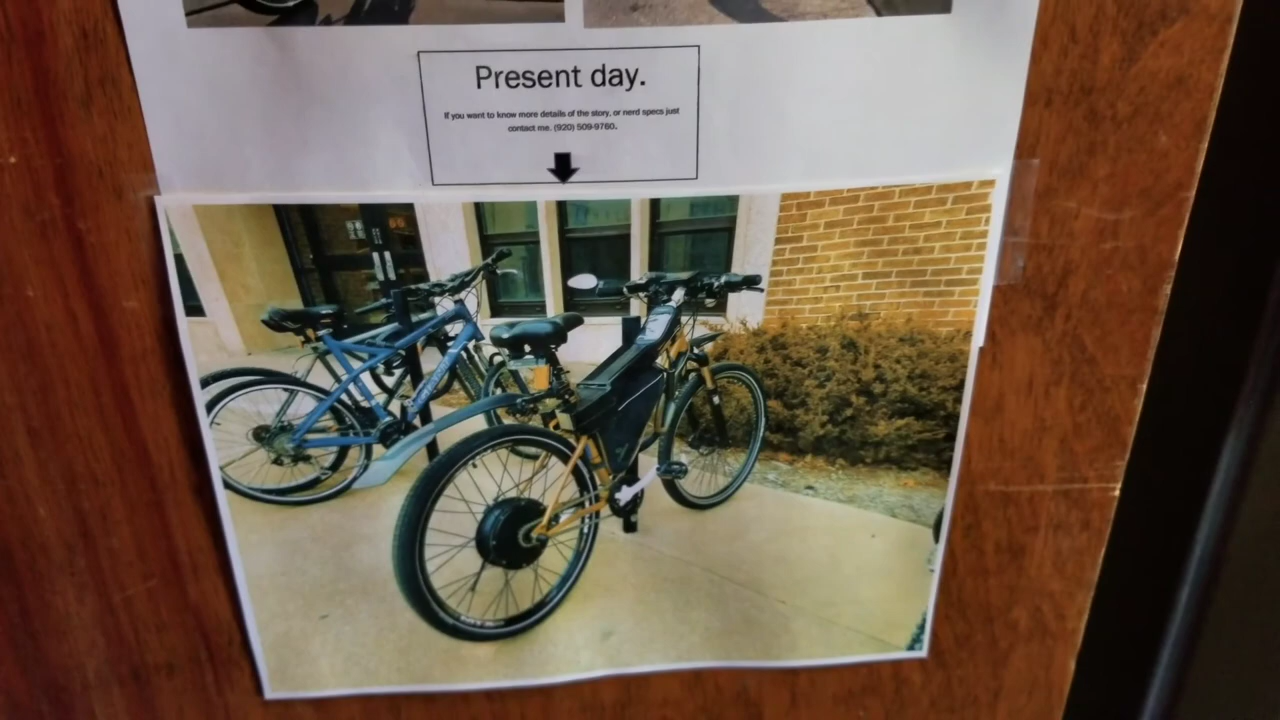 Present day.
If you want to know more details of the story, or nerd specs just
contact me. (920) 509-9760.